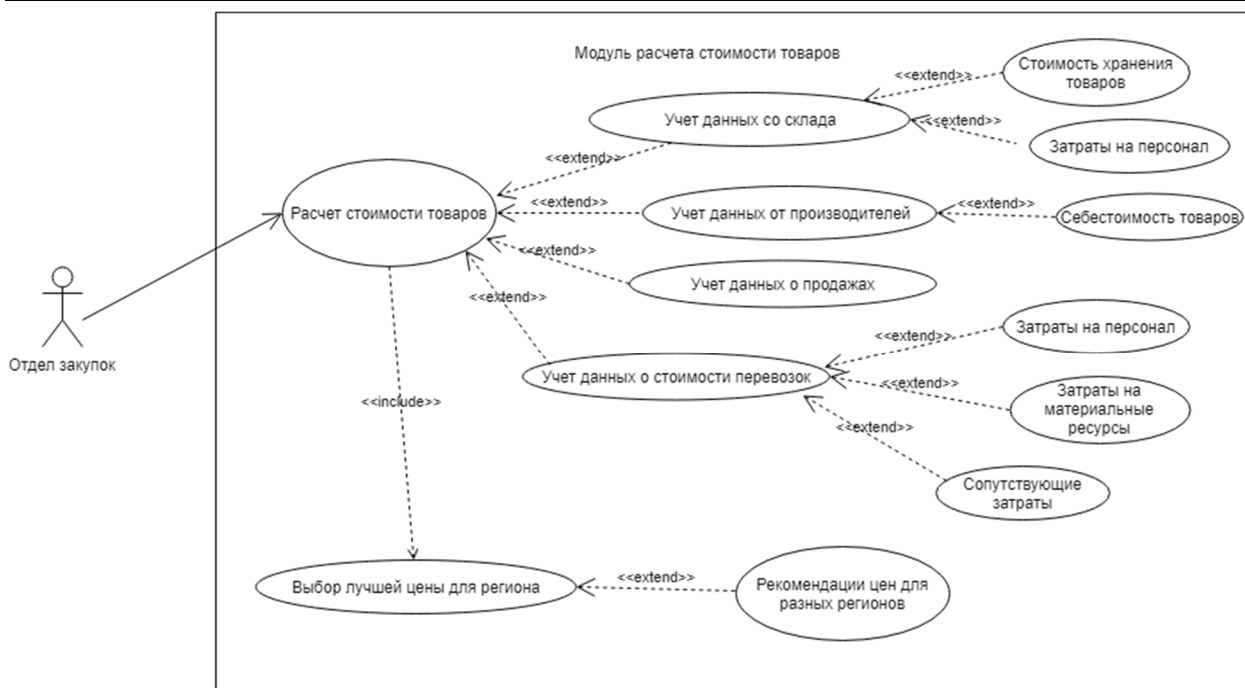 Модуль расчета стоимости товаров
Стоимость хранения
товаров
<<extend>>
Учет данных со склада
<<extend>>
Затраты на персонал
<<extend>>
Расчет стоимости товаров
<<extend>>
Учет данных от производителей
<<extend>>
Себестоимость товаров
<<extend>>
Учет данных о продажах
<<extend>>
Затраты на персонал
<<extend>>
Отдел закупок
Учет данных о стоимости перевозок
<<extend>>
Затраты на
материальные
ресурсы
<<include>>
<<extend>>
Сопутствующие
затраты
Выбор лучшей цены для региона
<<extend>>
Рекомендации цен для
разных регионов